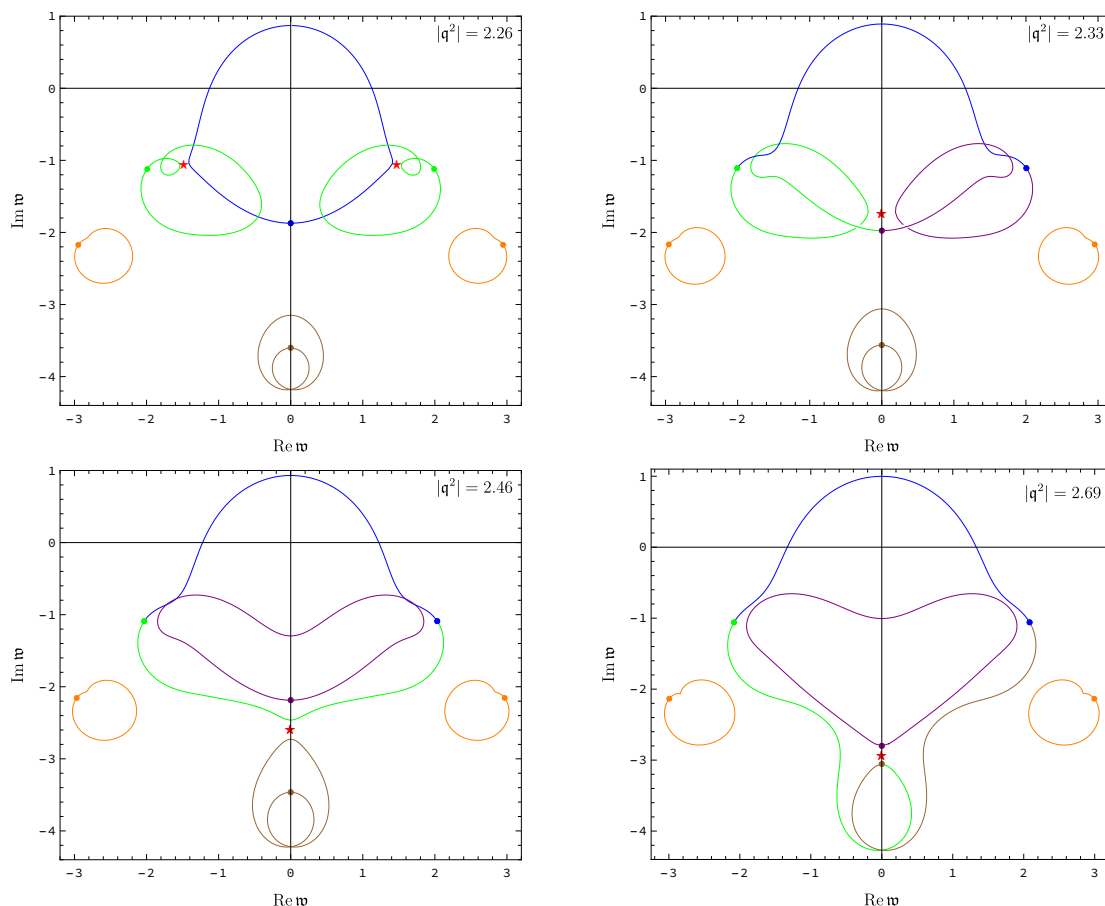 |𝔮²| = 2.26
1
0
−1
−2
−3
−4
Im 𝔴
−3 −2 −1 0 1 2 3
Re 𝔴
|𝔮²| = 2.33
1
0
−1
−2
−3
−4
Im 𝔴
−3 −2 −1 0 1 2 3
Re 𝔴
|𝔮²| = 2.46
1
0
−1
−2
−3
−4
Im 𝔴
−3 −2 −1 0 1 2 3
Re 𝔴
|𝔮²| = 2.69
1
0
−1
−2
−3
−4
Im 𝔴
−3 −2 −1 0 1 2 3
Re 𝔴